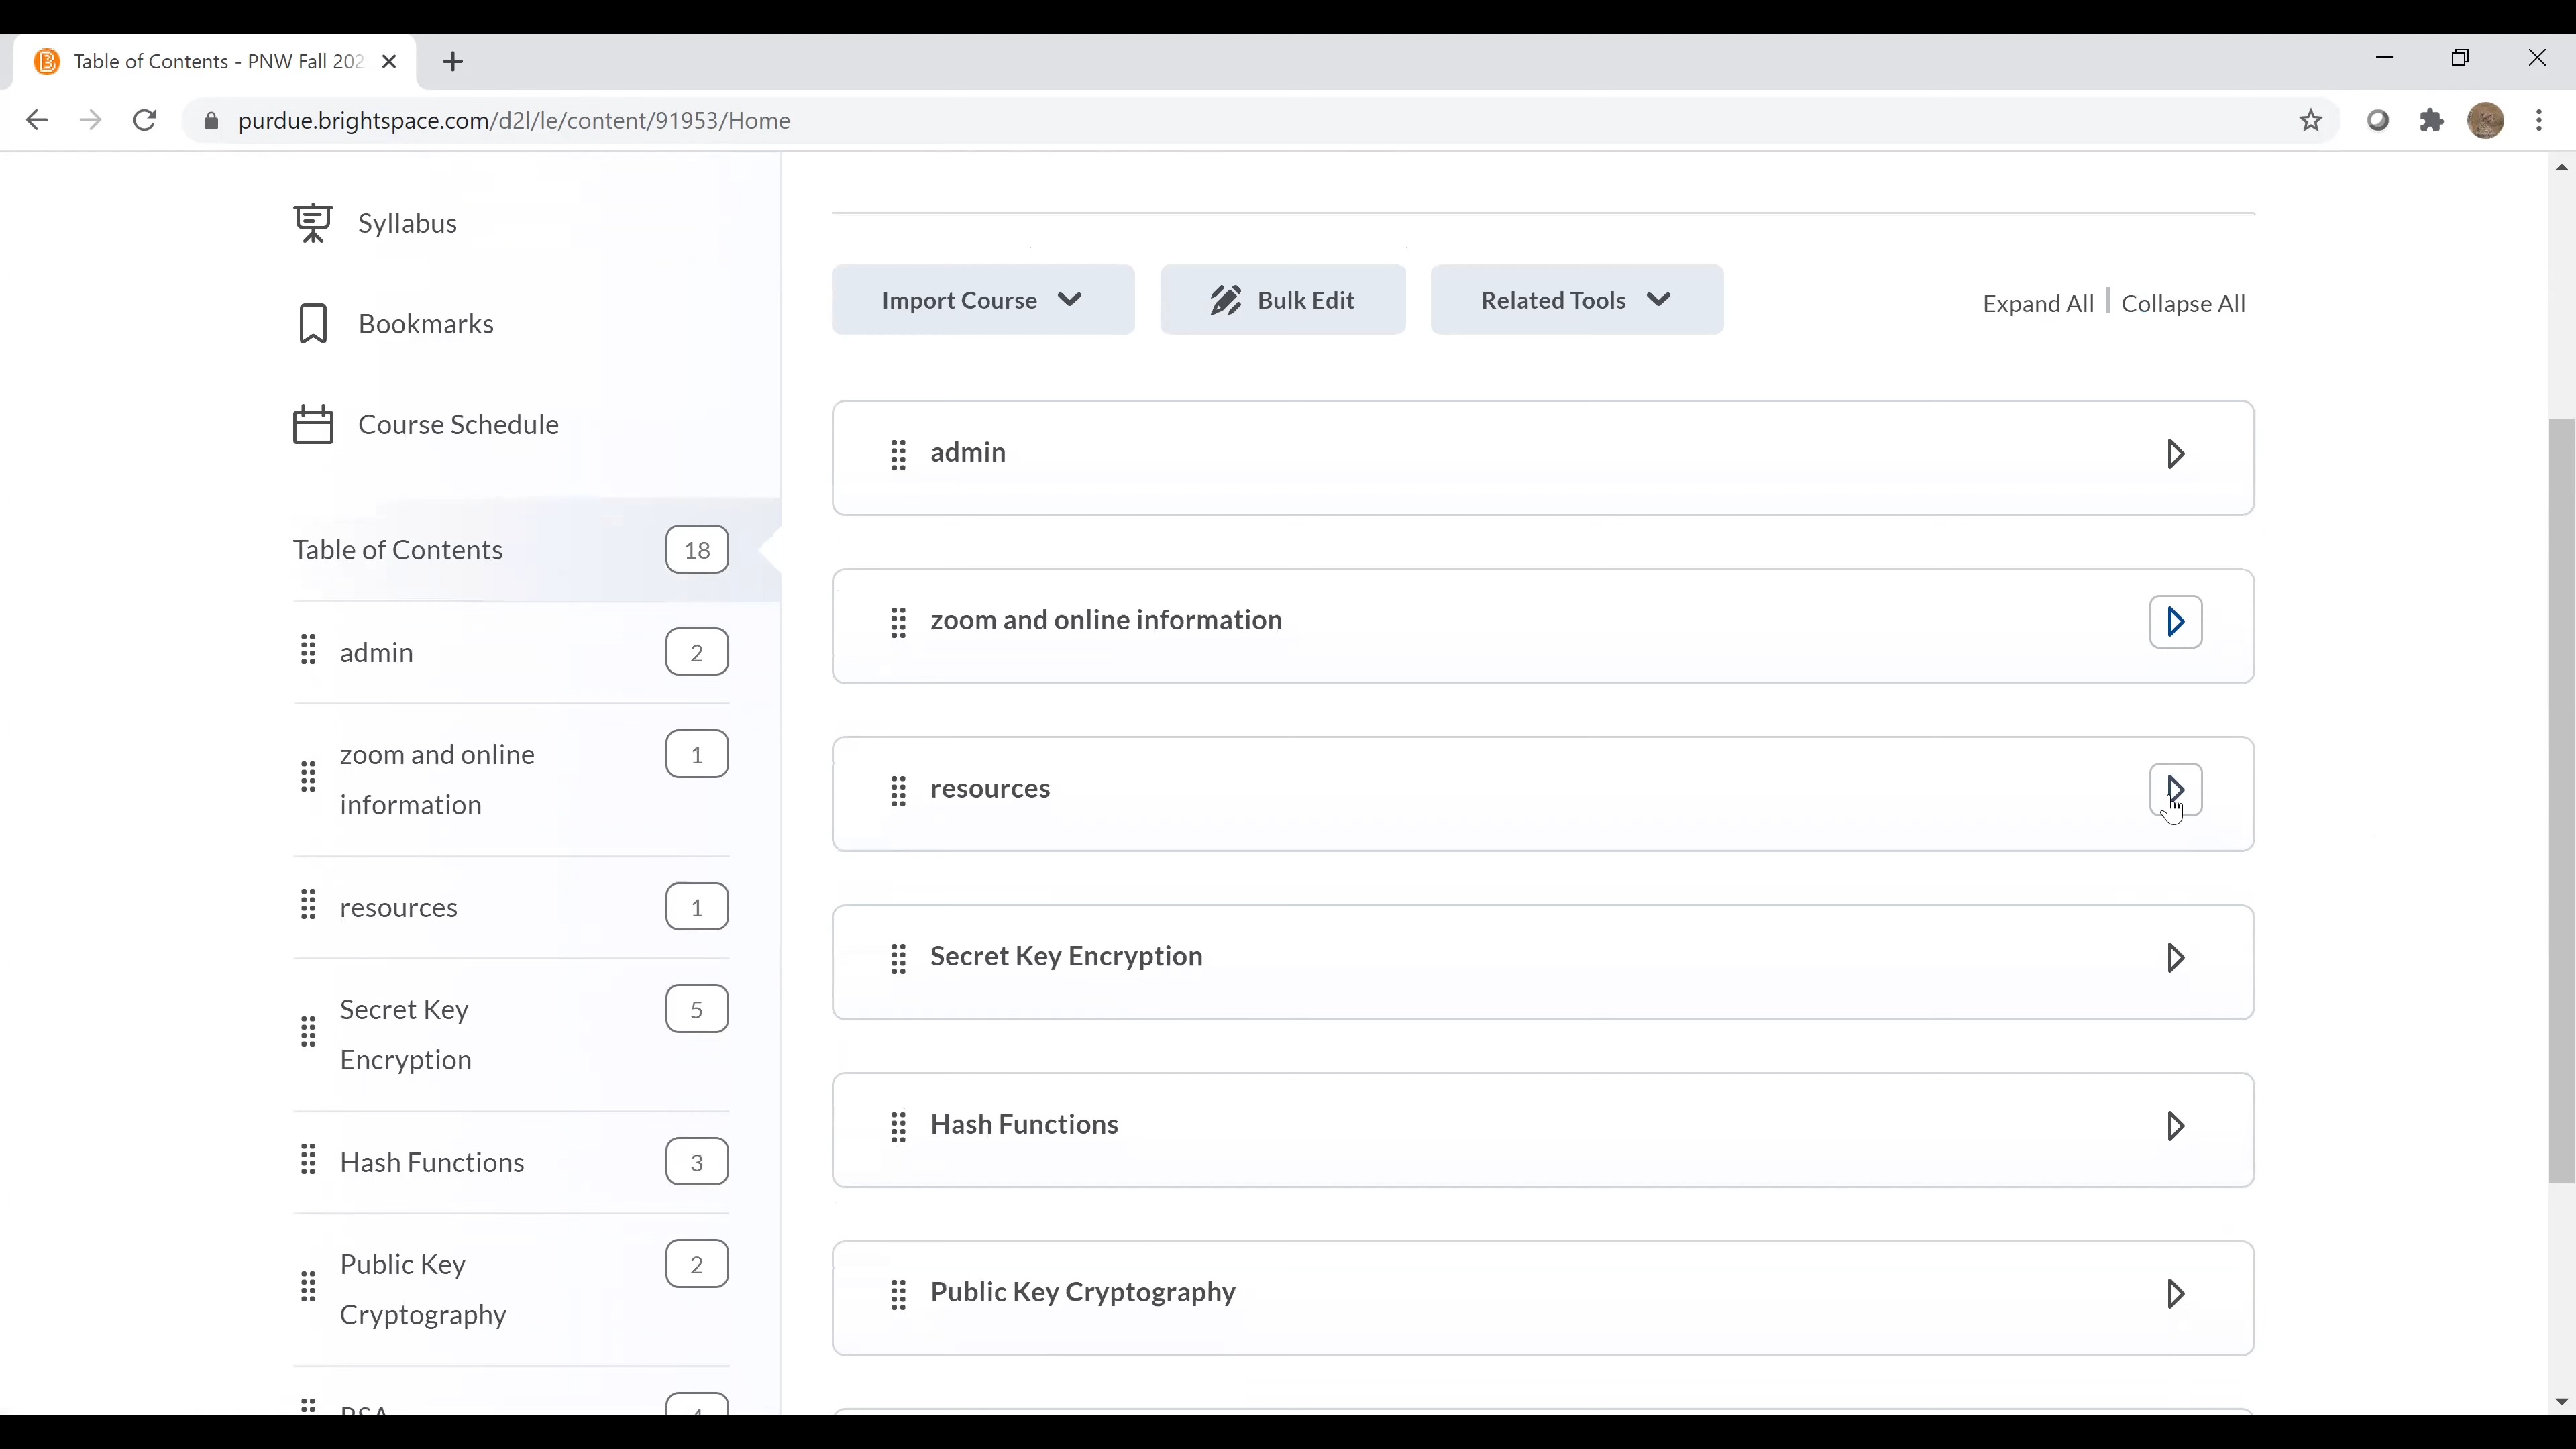 Table of Contents - PNW Fall 202
purdue.brightspace.com/d2l/le/content/91953/Home
Syllabus
Bookmarks
Course Schedule
Table of Contents 18
admin 2
zoom and online 1
information
resources 1
Secret Key 5
Encryption
Hash Functions 3
Public Key 2
Cryptography
RSA
Import Course
Bulk Edit
Related Tools
Expand All | Collapse All
admin
zoom and online information
resources
Secret Key Encryption
Hash Functions
Public Key Cryptography